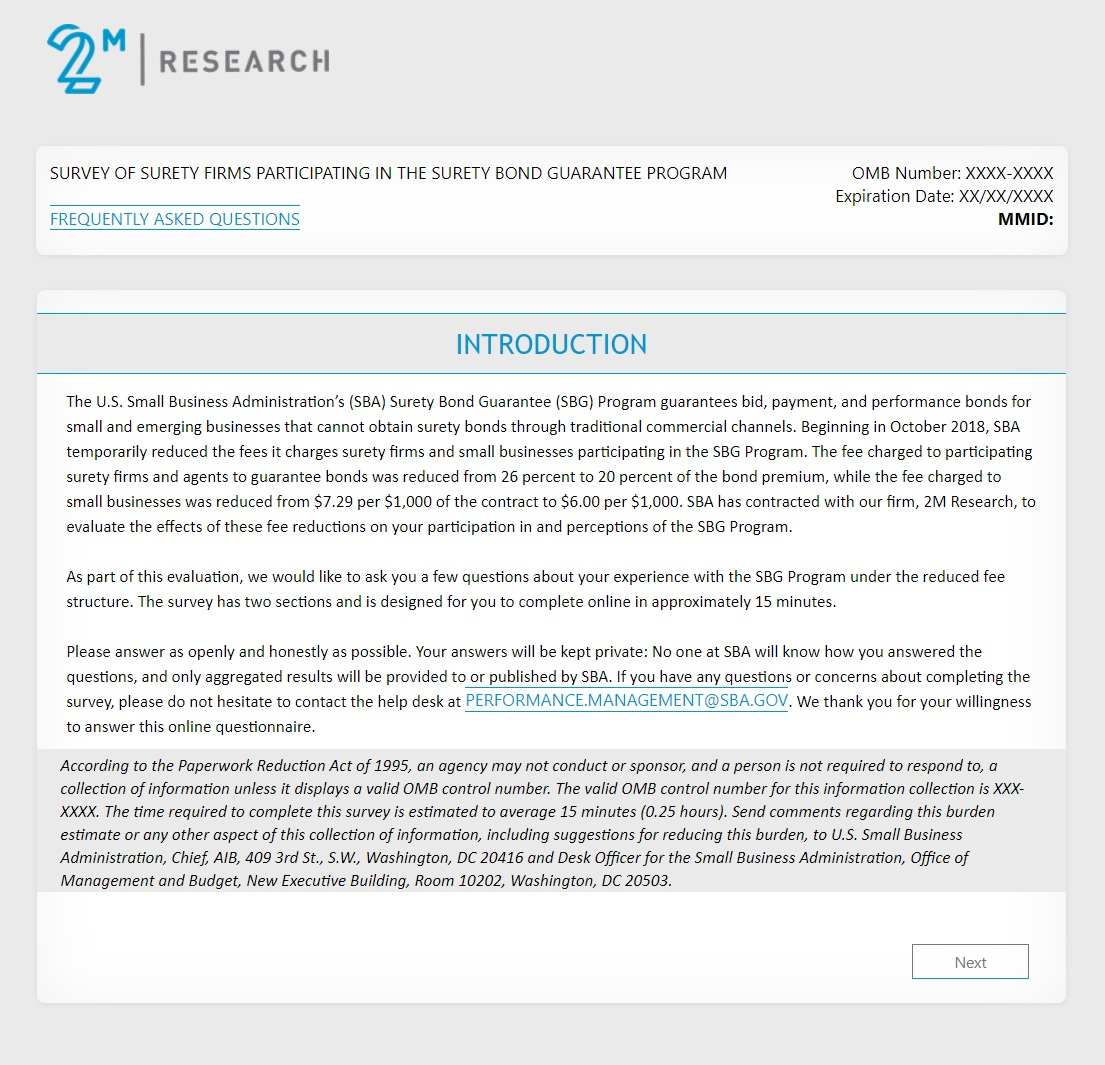 2M | RESEARCH
SURVEY OF SURETY FIRMS PARTICIPATING IN THE SURETY BOND GUARANTEE PROGRAM
FREQUENTLY ASKED QUESTIONS
OMB Number: XXXX-XXXX
Expiration Date: XX/XX/XXXX
MMID:
INTRODUCTION
The U.S. Small Business Administration's (SBA) Surety Bond Guarantee (SBG) Program guarantees bid, payment, and performance bonds for
small and emerging businesses that cannot obtain surety bonds through traditional commercial channels. Beginning in October 2018, SBA
temporarily reduced the fees it charges surety firms and small businesses participating in the SBG Program. The fee charged to participating
surety firms and agents to guarantee bonds was reduced from 26 percent to 20 percent of the bond premium, while the fee charged to
small businesses was reduced from $7.29 per $1,000 of the contract to $6.00 per $1,000. SBA has contracted with our firm, 2M Research, to
evaluate the effects of these fee reductions on your participation in and perceptions of the SBG Program.
As part of this evaluation, we would like to ask you a few questions about your experience with the SBG Program under the reduced fee
structure. The survey has two sections and is designed for you to complete online in approximately 15 minutes.
Please answer as openly and honestly as possible. Your answers will be kept private: No one at SBA will know how you answered the
questions, and only aggregated results will be provided to or published by SBA. If you have any questions or concerns about completing the
survey, please do not hesitate to contact the help desk at PERFORMANCE.MANAGEMENT@SBA.GOV. We thank you for your willingness
to answer this online questionnaire.
According to the Paperwork Reduction Act of 1995, an agency may not conduct or sponsor, and a person is not required to respond to, a
collection of information unless it displays a valid OMB control number. The valid OMB control number for this information collection is XXX-
XXXX. The time required to complete this survey is estimated to average 15 minutes (0.25 hours). Send comments regarding this burden
estimate or any other aspect of this collection of information, including suggestions for reducing this burden, to U.S. Small Business
Administration, Chief, AIB, 409 3rd St., S.W., Washington, DC 20416 and Desk Officer for the Small Business Administration, Office of
Management and Budget, New Executive Building, Room 10202, Washington, DC 20503.
Next